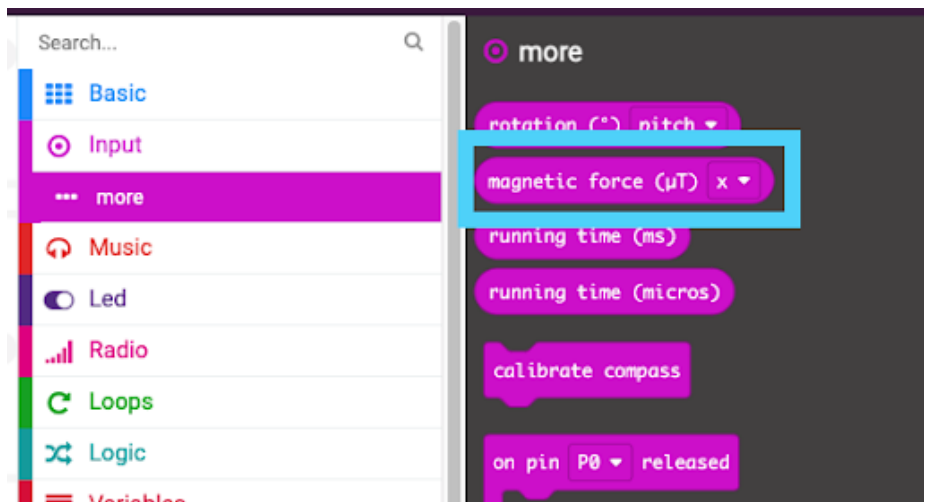 Search...
Basic
Input
more
Music
Led
Radio
Loops
Logic
Variables
more
rotation (°) pitch
magnetic force (µT) x
running time (ms)
running time (micros)
calibrate compass
on pin P0 released